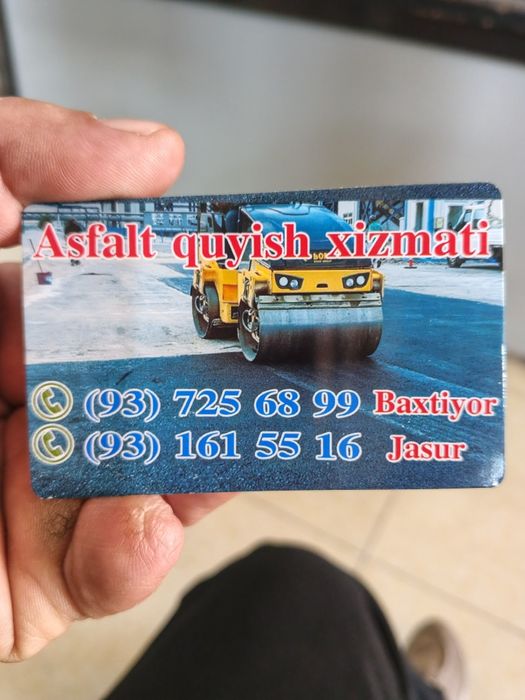 Asfalt quyish xizmati
(93) 725 68 99 Baxtiyor
(93) 161 55 16 Jasur